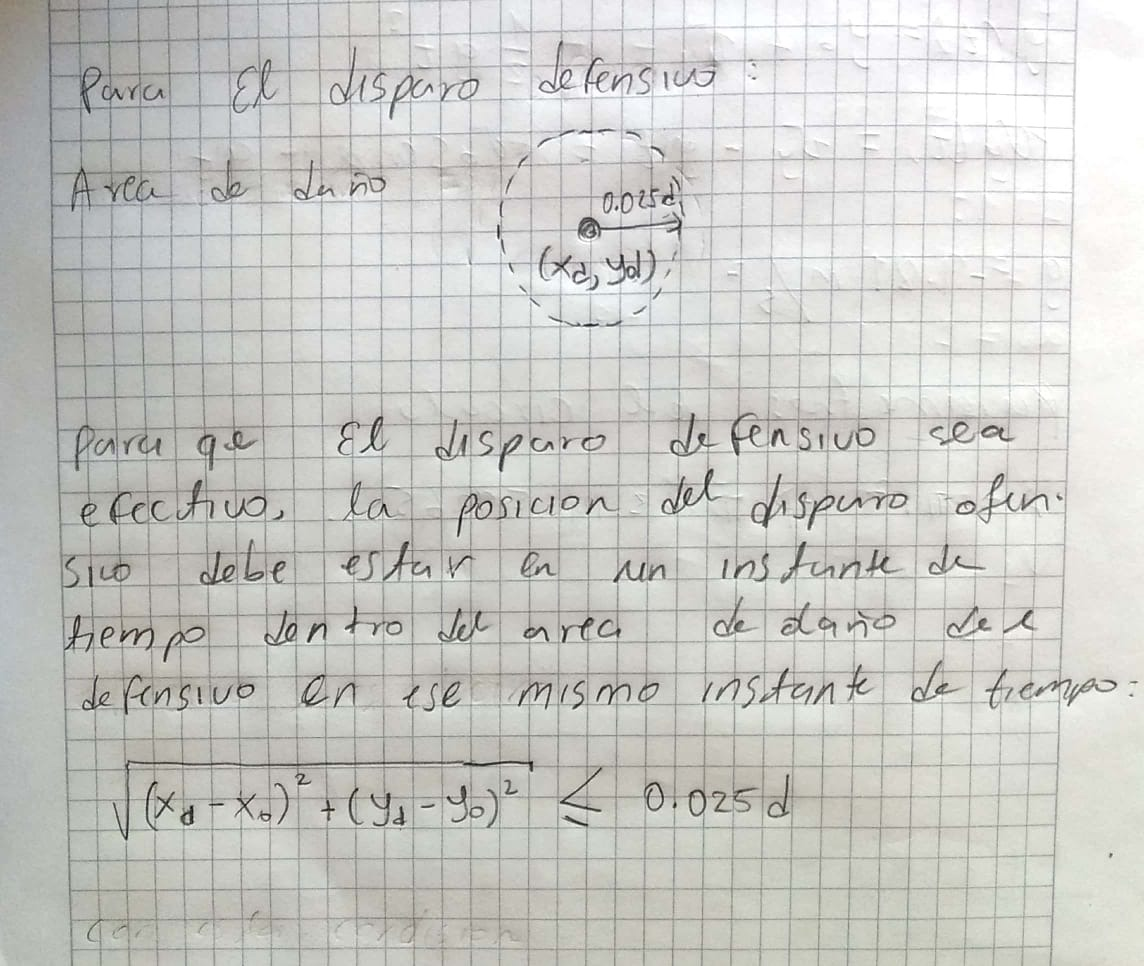 Para El disparo defensivo:
Area de daño
0.025d
(xd, yd)
Para que El disparo defensivo sea
efectivo, la posicion del disparo ofen-
sivo debe estar en un instante de
tiempo dentro del area de daño del
defensivo en ese mismo instante de tiempo:
√(xd - xo)² + (yd - yo)² ≤ 0.025d